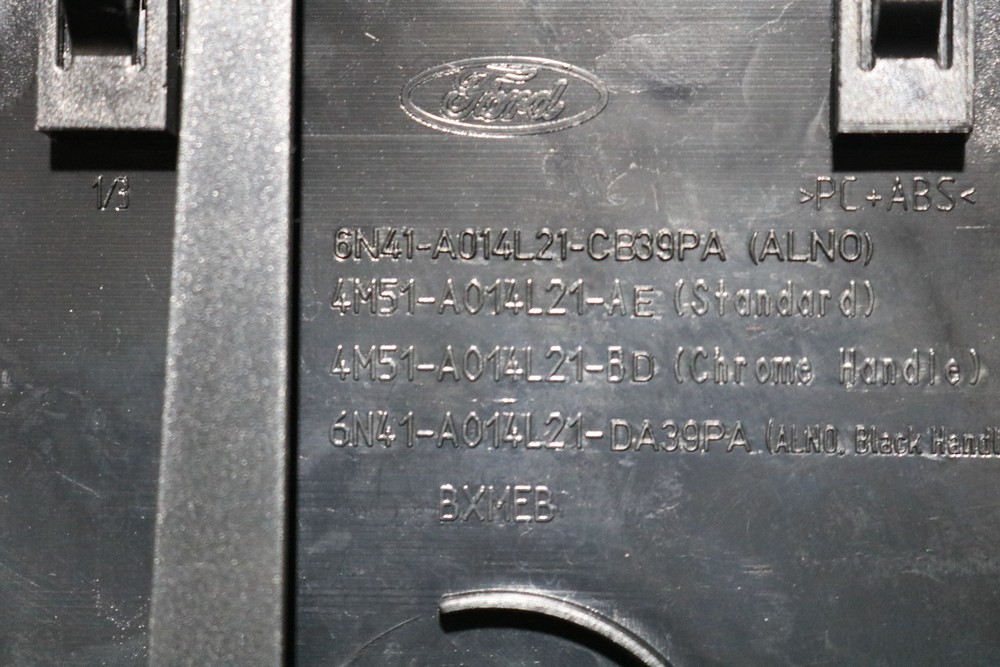 Ford
1/3
>PC+ABS<
6N41-A014L21-CB39PA (ALNO)
4M51-A014L21-AE (Standard)
4M51-A014L21-BD (Chrome Handle)
6N41-A014L21-DA39PA (ALNO, Black Handl
BXMEB